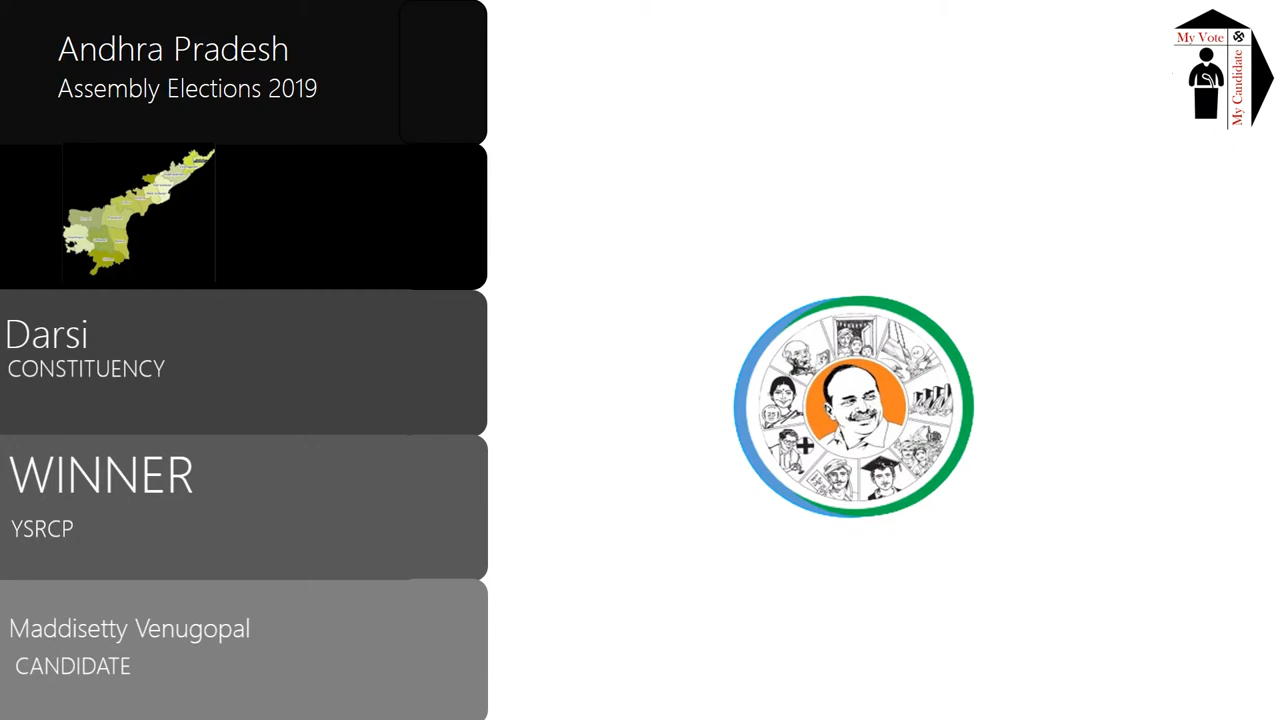 Andhra Pradesh
Assembly Elections 2019
My Vote
My Candidate
Darsi
CONSTITUENCY
WINNER
YSRCP
Maddisetty Venugopal
CANDIDATE